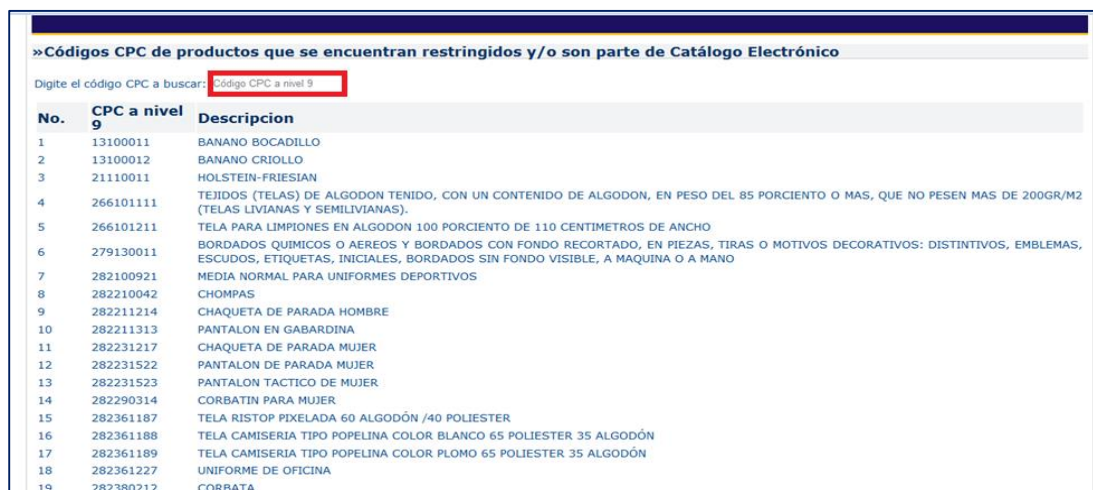 »Códigos CPC de productos que se encuentran restringidos y/o son parte de Catálogo Electrónico
Digite el código CPC a buscar: Código CPC a nivel 9
No. CPC a nivel 9 Descripcion
1 13100011 BANANO BOCADILLO
2 13100012 BANANO CRIOLLO
3 21110011 HOLSTEIN-FRIESIAN
4 266101111 TEJIDOS (TELAS) DE ALGODON TENIDO, CON UN CONTENIDO DE ALGODON, EN PESO DEL 85 PORCIENTO O MAS, QUE NO PESEN MAS DE 200GR/M2
(TELAS LIVIANAS Y SEMILIVIANAS).
5 266101211 TELA PARA LIMPIONES EN ALGODON 100 PORCIENTO DE 110 CENTIMETROS DE ANCHO
6 279130011 BORDADOS QUIMICOS O AEREOS Y BORDADOS CON FONDO RECORTADO, EN PIEZAS, TIRAS O MOTIVOS DECORATIVOS: DISTINTIVOS, EMBLEMAS,
ESCUDOS, ETIQUETAS, INICIALES, BORDADOS SIN FONDO VISIBLE, A MAQUINA O A MANO
7 282100921 MEDIA NORMAL PARA UNIFORMES DEPORTIVOS
8 282210042 CHOMPAS
9 282211214 CHAQUETA DE PARADA HOMBRE
10 282211313 PANTALON EN GABARDINA
11 282231217 CHAQUETA DE PARADA MUJER
12 282231522 PANTALON DE PARADA MUJER
13 282231523 PANTALON TACTICO DE MUJER
14 282290314 CORBATIN PARA MUJER
15 282361187 TELA RISTOP PIXELADA 60 ALGODÓN /40 POLIESTER
16 282361188 TELA CAMISERIA TIPO POPELINA COLOR BLANCO 65 POLIESTER 35 ALGODÓN
17 282361189 TELA CAMISERIA TIPO POPELINA COLOR PLOMO 65 POLIESTER 35 ALGODÓN
18 282361227 UNIFORME DE OFICINA
19 282380212 CORBATA